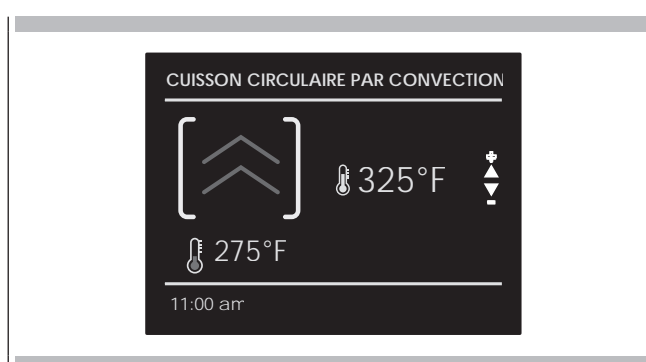 CUISSON CIRCULAIRE PAR CONVECTION
325°F
275°F
11:00 am